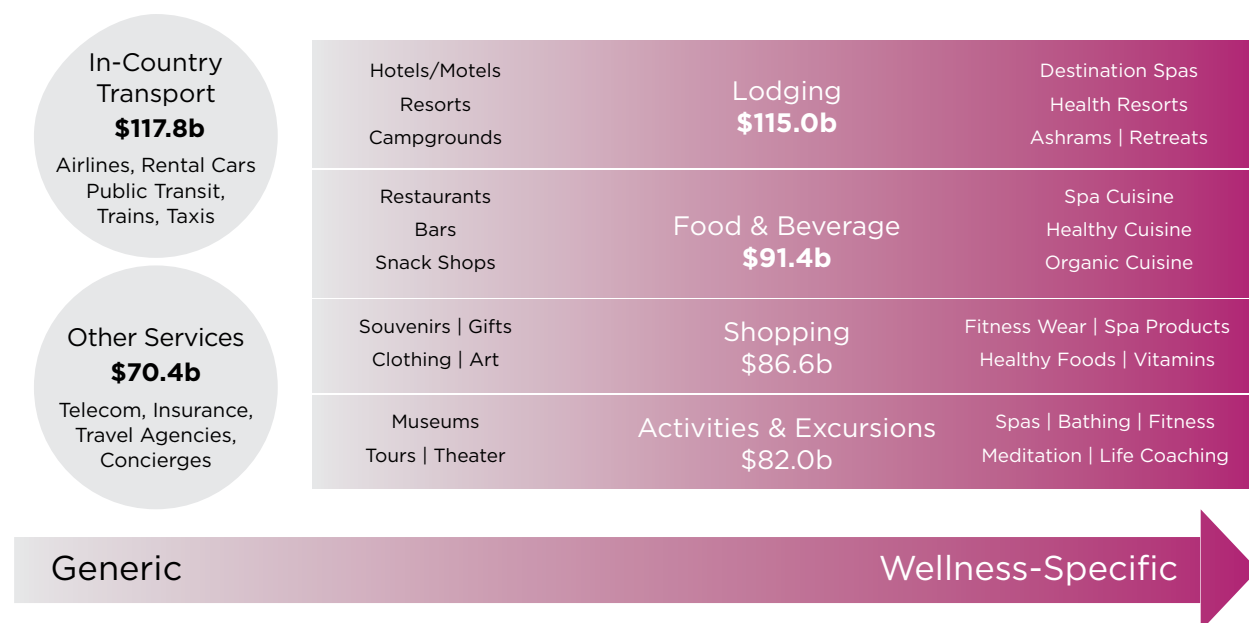 In-Country
Transport
$117.8b
Airlines, Rental Cars
Public Transit,
Trains, Taxis
Other Services
$70.4b
Telecom, Insurance,
Travel Agencies,
Concierges
Hotels/Motels
Resorts
Campgrounds
Lodging
$115.0b
Destination Spas
Health Resorts
Ashrams | Retreats
Restaurants
Bars
Snack Shops
Food & Beverage
$91.4b
Spa Cuisine
Healthy Cuisine
Organic Cuisine
Souvenirs | Gifts
Clothing | Art
Shopping
$86.6b
Fitness Wear | Spa Products
Healthy Foods | Vitamins
Museums
Tours | Theater
Activities & Excursions
$82.0b
Spas | Bathing | Fitness
Meditation | Life Coaching
Generic
Wellness-Specific